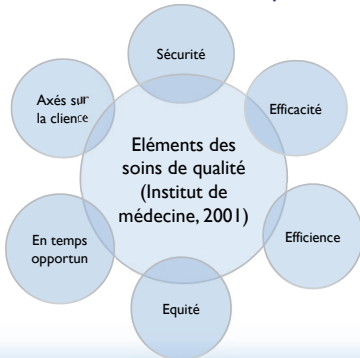 Sécurité
Axés sur
la clience
Efficacité
Eléments des
soins de qualité
(Institut de
médecine, 2001)
En temps
opportun
Efficience
Equité